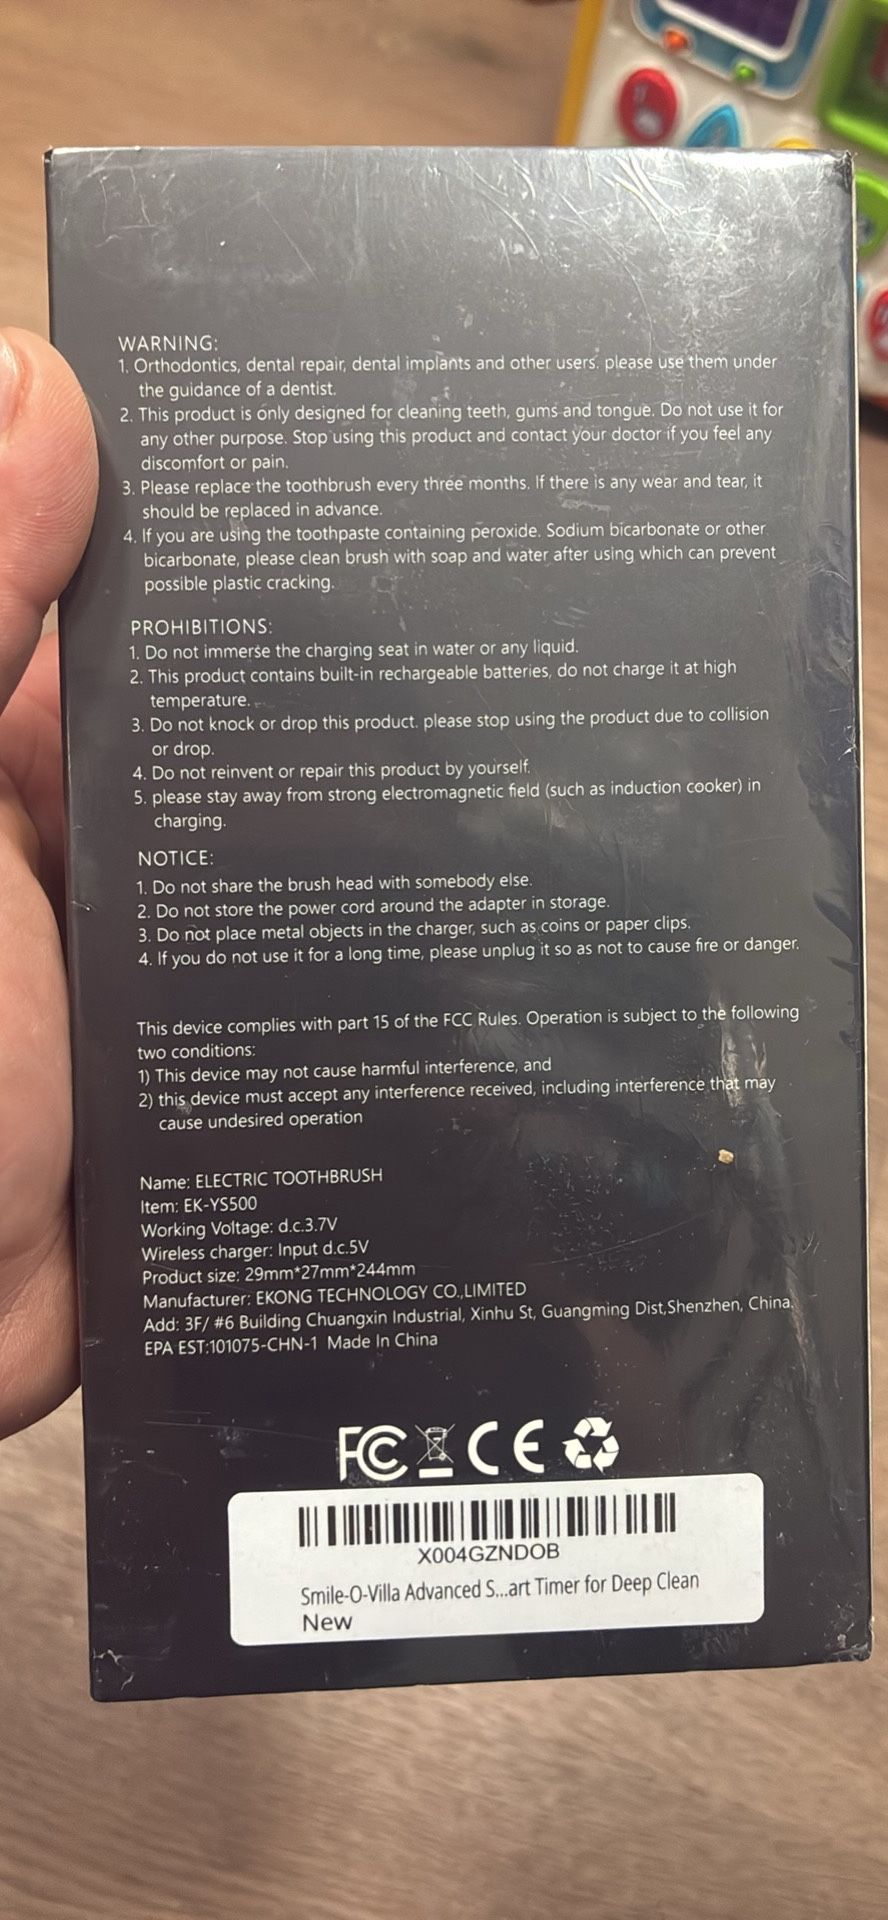 WARNING:
1. Orthodontics, dental repair, dental implants and other users. please use them under
the guidance of a dentist.
2. This product is only designed for cleaning teeth, gums and tongue. Do not use it for
any other purpose. Stop using this product and contact your doctor if you feel any
discomfort or pain.
3. Please replace the toothbrush every three months. If there is any wear and tear, it
should be replaced in advance.
4. If you are using the toothpaste containing peroxide. Sodium bicarbonate or other
bicarbonate, please clean brush with soap and water after using which can prevent
possible plastic cracking.
PROHIBITIONS:
1. Do not immerse the charging seat in water or any liquid.
2. This product contains built-in rechargeable batteries, do not charge it at high
temperature.
3. Do not knock or drop this product. please stop using the product due to collision
or drop.
4. Do not reinvent or repair this product by yourself.
5. please stay away from strong electromagnetic field (such as induction cooker) in
charging.
NOTICE:
1. Do not share the brush head with somebody else.
2. Do not store the power cord around the adapter in storage.
3. Do not place metal objects in the charger, such as coins or paper clips.
4. If you do not use it for a long time, please unplug it so as not to cause fire or danger.
This device complies with part 15 of the FCC Rules. Operation is subject to the following
two conditions:
1) This device may not cause harmful interference, and
2) this device must accept any interference received, including interference that may
cause undesired operation
Name: ELECTRIC TOOTHBRUSH
Item: EK-YS500
Working Voltage: d.c.3.7V
Wireless charger: Input d.c.5V
Product size: 29mm*27mm*244mm
Manufacturer: EKONG TECHNOLOGY CO.,LIMITED
Add: 3F/ #6 Building Chuangxin Industrial, Xinhu St, Guangming Dist,Shenzhen, China.
EPA EST:101075-CHN-1 Made In China
FC CE
X004GZNDOB
Smile-O-Villa Advanced S...art Timer for Deep Clean
New